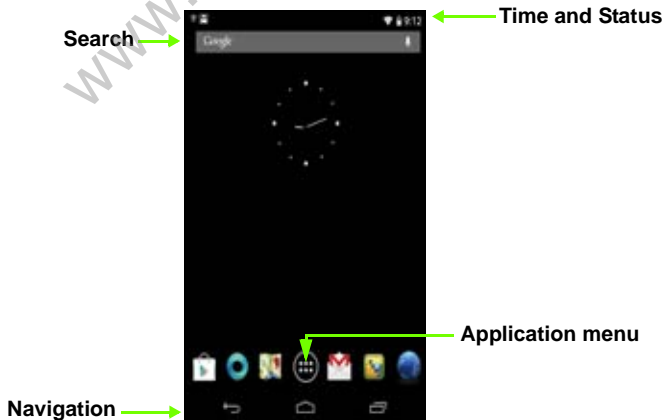 Time and Status
9:12
Search
Google
Application menu
Navigation